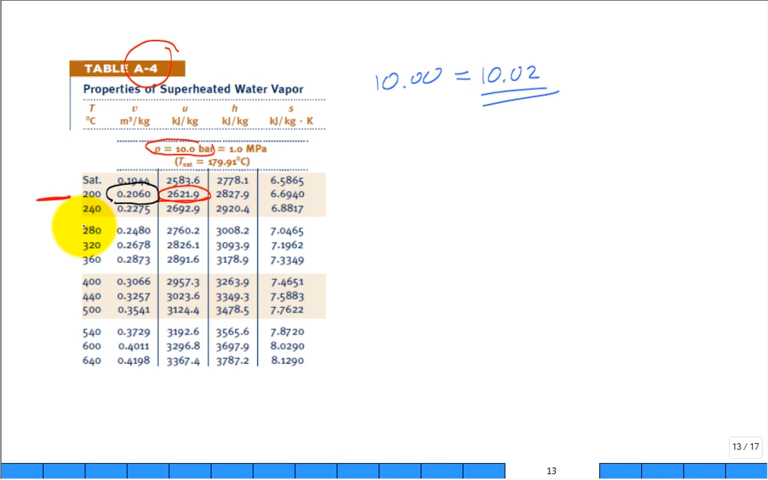 10.00 = 10.02
TABLE A-4
Properties of Superheated Water Vapor
T v u h s
°C m³/kg kJ/kg kJ/kg kJ/kg · K
p = 10.0 bar = 1.0 MPa
(Tsat = 179.91°C)
Sat. 0.1944 2583.6 2778.1 6.5865
200 0.2060 2621.9 2827.9 6.6940
240 0.2275 2692.9 2920.4 6.8817
280 0.2480 2760.2 3008.2 7.0465
320 0.2678 2826.1 3093.9 7.1962
360 0.2873 2891.6 3178.9 7.3349
400 0.3066 2957.3 3263.9 7.4651
440 0.3257 3023.6 3349.3 7.5883
500 0.3541 3124.4 3478.5 7.7622
540 0.3729 3192.6 3565.6 7.8720
600 0.4011 3296.8 3697.9 8.0290
640 0.4198 3367.4 3787.2 8.1290
13 / 17
13